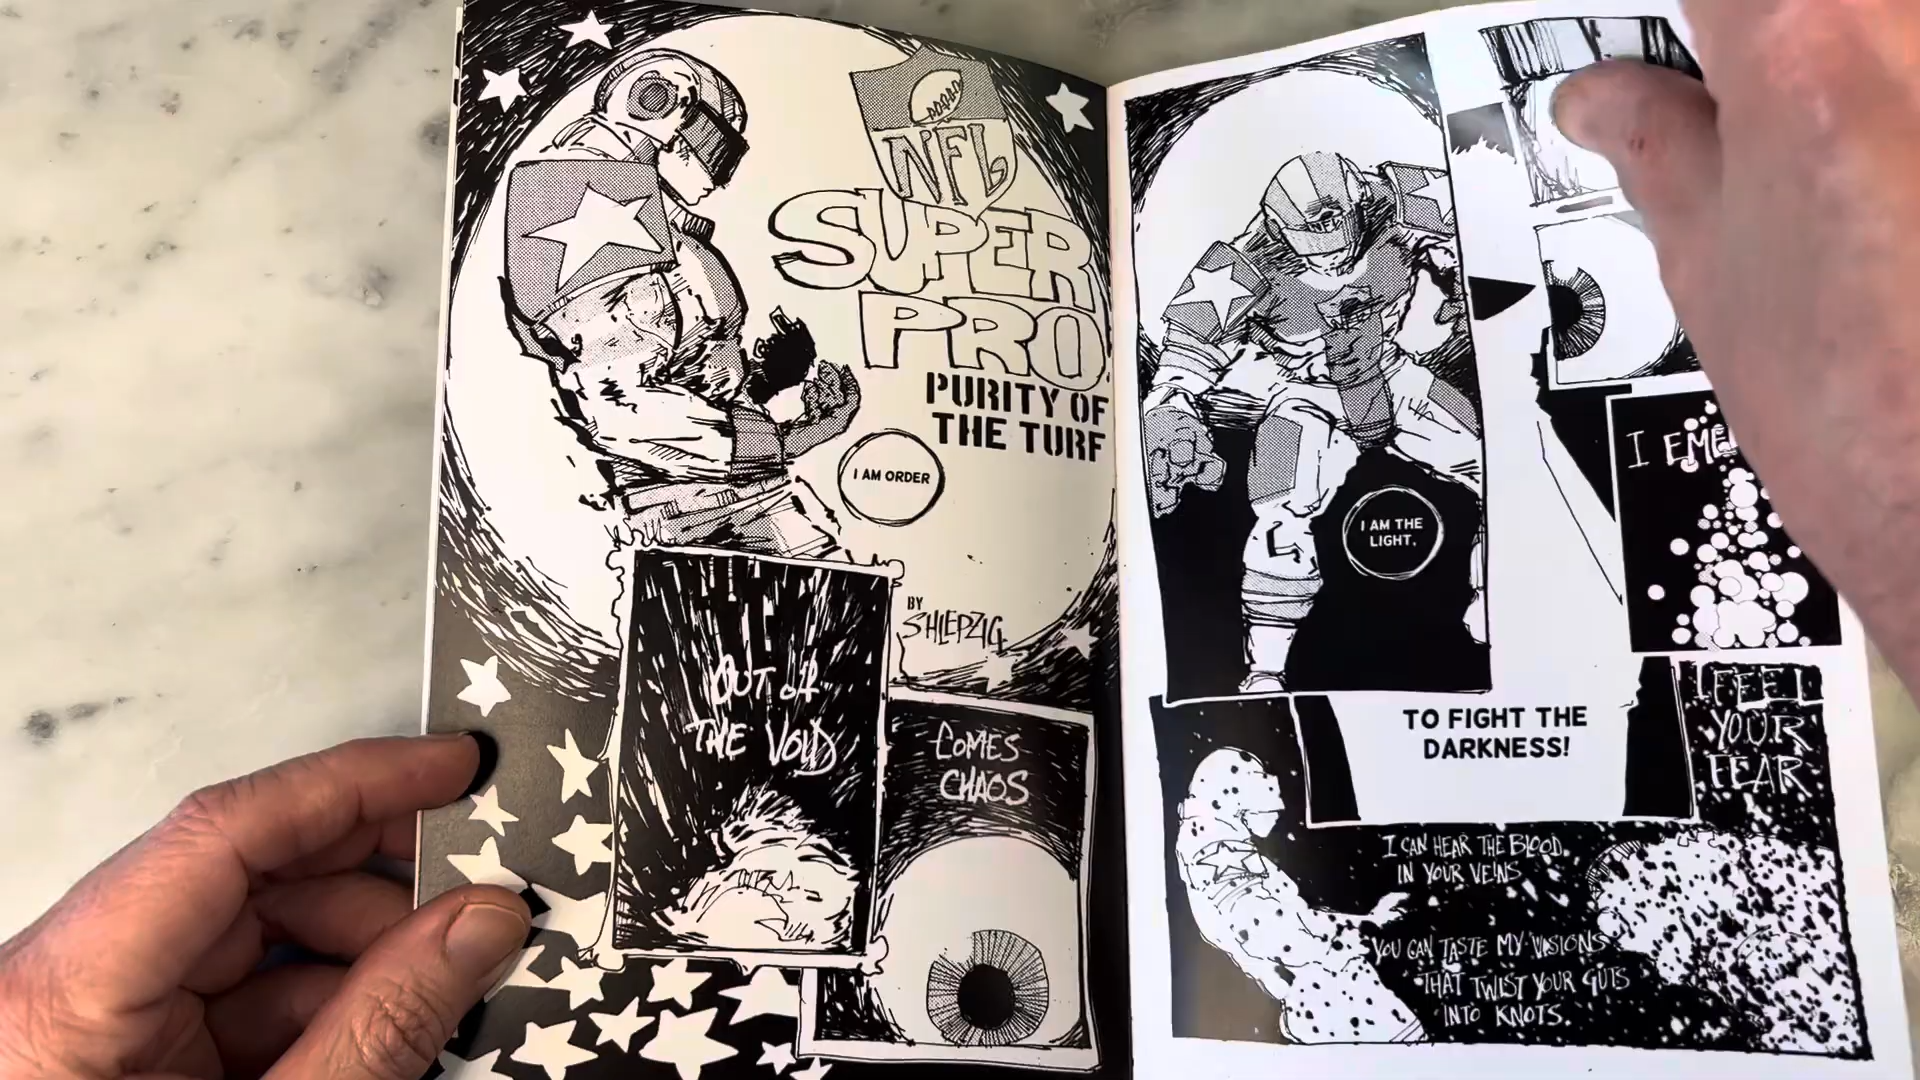 NFL
SUPER
PRO
PURITY OF
THE TURF
I AM ORDER
BY
SHLEPZIG
OUT OF
THE VOID
COMES
CHAOS
I AM THE
LIGHT,
TO FIGHT THE
DARKNESS!
I
I FEEL
YOUR
FEAR
I CAN HEAR THE BLOOD
IN YOUR VEINS
YOU CAN TASTE MY VISIONS
THAT TWIST YOUR GUTS
INTO KNOTS.